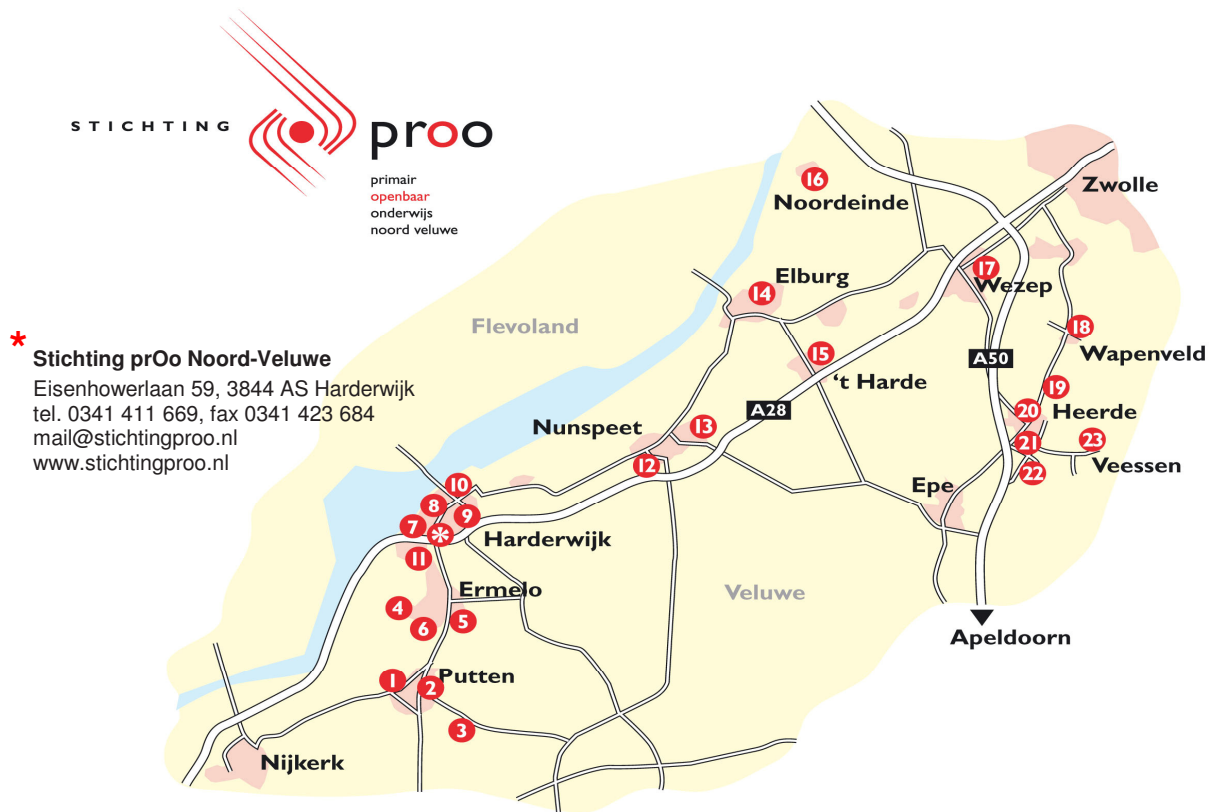 STICHTING
proo
primair
openbaar
onderwijs
noord veluwe
*
Stichting prOo Noord-Veluwe
Eisenhowerlaan 59, 3844 AS Harderwijk
tel. 0341 411 669, fax 0341 423 684
mail@stichtingproo.nl
www.stichtingproo.nl
16
Noordeinde
Zwolle
17
Wezep
Elburg
14
Flevoland
18
Wapenveld
15
't Harde
A50
A28
19
20
Heerde
13
Nunspeet
12
21
23
Veessen
22
Epe
10
8
9
7
*
Harderwijk
11
Ermelo
4
5
6
Veluwe
Apeldoorn
1
2
Putten
3
Nijkerk